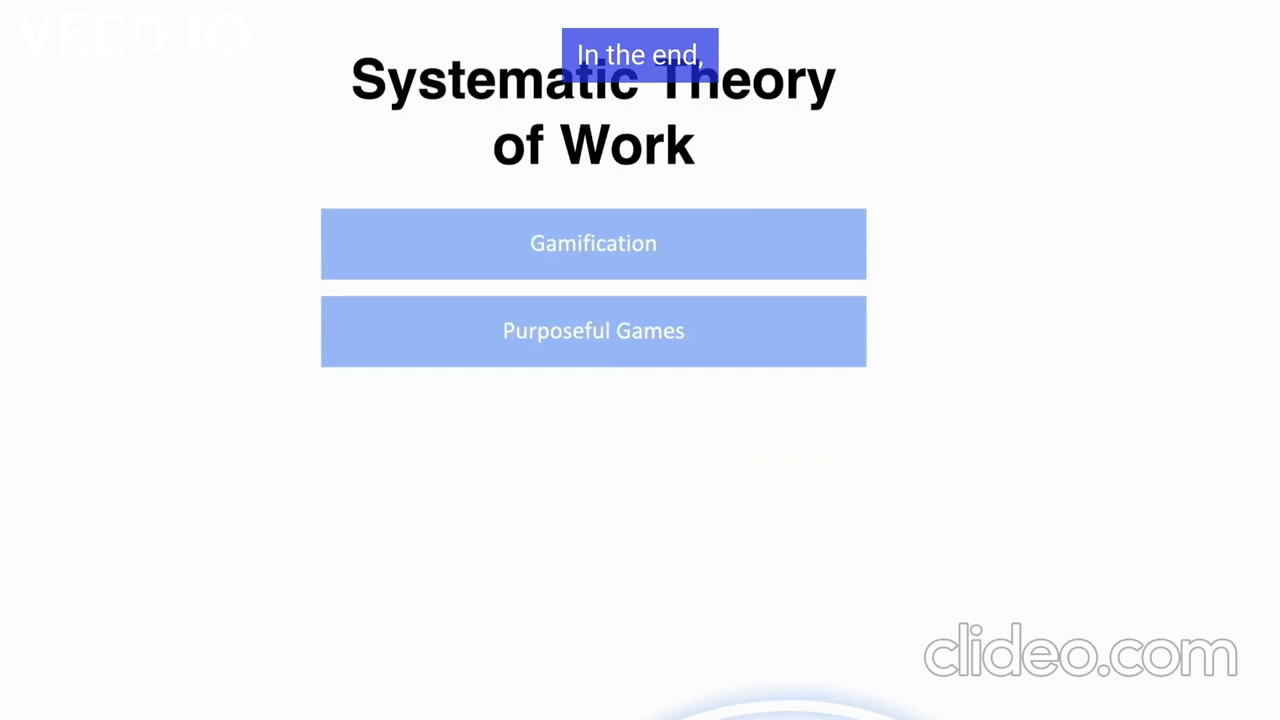 VEED.IO
In the end,
Systematic Theory
of Work
Gamification
Purposeful Games
clideo.com